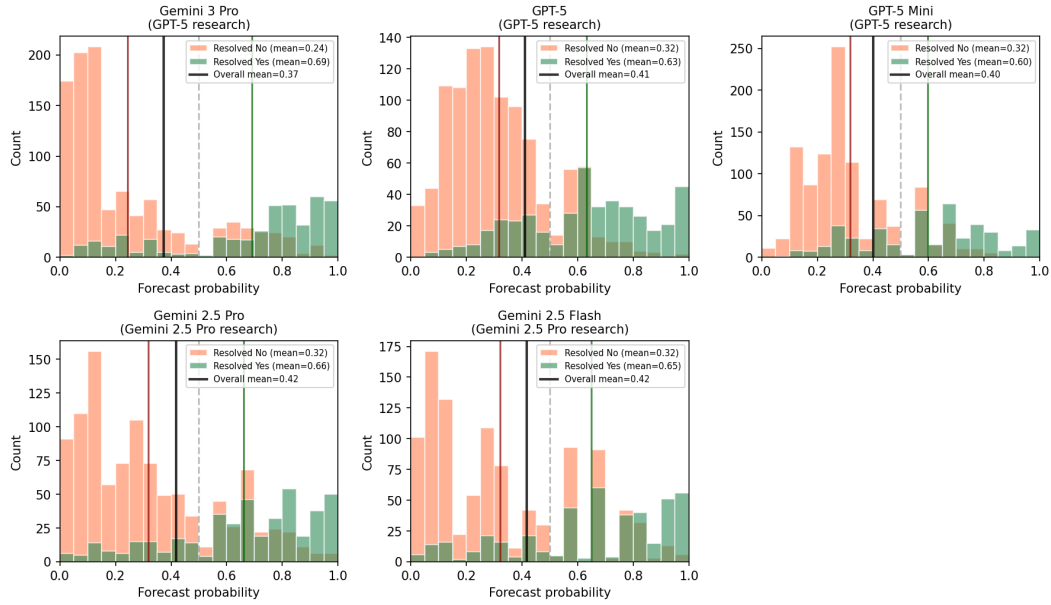 Gemini 3 Pro
(GPT-5 research)
Resolved No (mean=0.24)
Resolved Yes (mean=0.69)
Overall mean=0.37
200
150
100
50
0
Count
0.0 0.2 0.4 0.6 0.8 1.0
Forecast probability
GPT-5
(GPT-5 research)
Resolved No (mean=0.32)
Resolved Yes (mean=0.63)
Overall mean=0.41
140
120
100
80
60
40
20
0
Count
0.0 0.2 0.4 0.6 0.8 1.0
Forecast probability
GPT-5 Mini
(GPT-5 research)
Resolved No (mean=0.32)
Resolved Yes (mean=0.60)
Overall mean=0.40
250
200
150
100
50
0
Count
0.0 0.2 0.4 0.6 0.8 1.0
Forecast probability
Gemini 2.5 Pro
(Gemini 2.5 Pro research)
Resolved No (mean=0.32)
Resolved Yes (mean=0.66)
Overall mean=0.42
150
125
100
75
50
25
0
Count
0.0 0.2 0.4 0.6 0.8 1.0
Forecast probability
Gemini 2.5 Flash
(Gemini 2.5 Pro research)
Resolved No (mean=0.32)
Resolved Yes (mean=0.65)
Overall mean=0.42
175
150
125
100
75
50
25
0
Count
0.0 0.2 0.4 0.6 0.8 1.0
Forecast probability